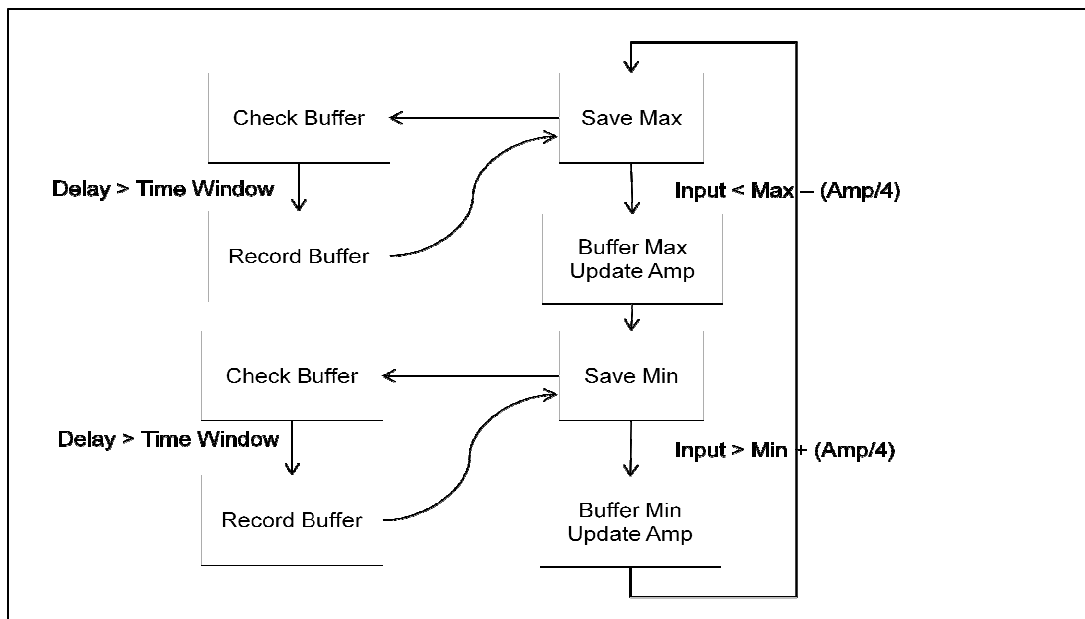 Check Buffer
Save Max
Delay > Time Window
Input < Max – (Amp/4)
Record Buffer
Buffer Max
Update Amp
Check Buffer
Save Min
Delay > Time Window
Input > Min + (Amp/4)
Record Buffer
Buffer Min
Update Amp